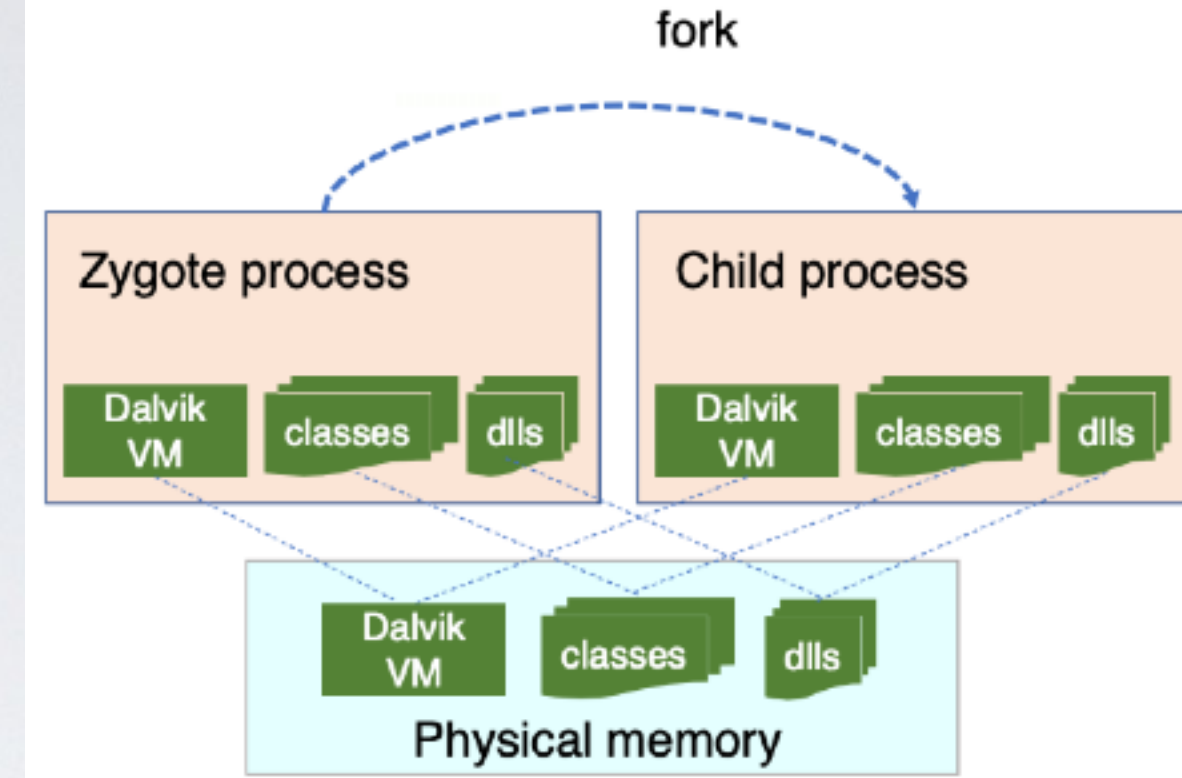 fork
Zygote process
Child process
Dalvik
VM
classes
dlls
Dalvik
VM
classes
dlls
Dalvik
VM
classes
dlls
Physical memory